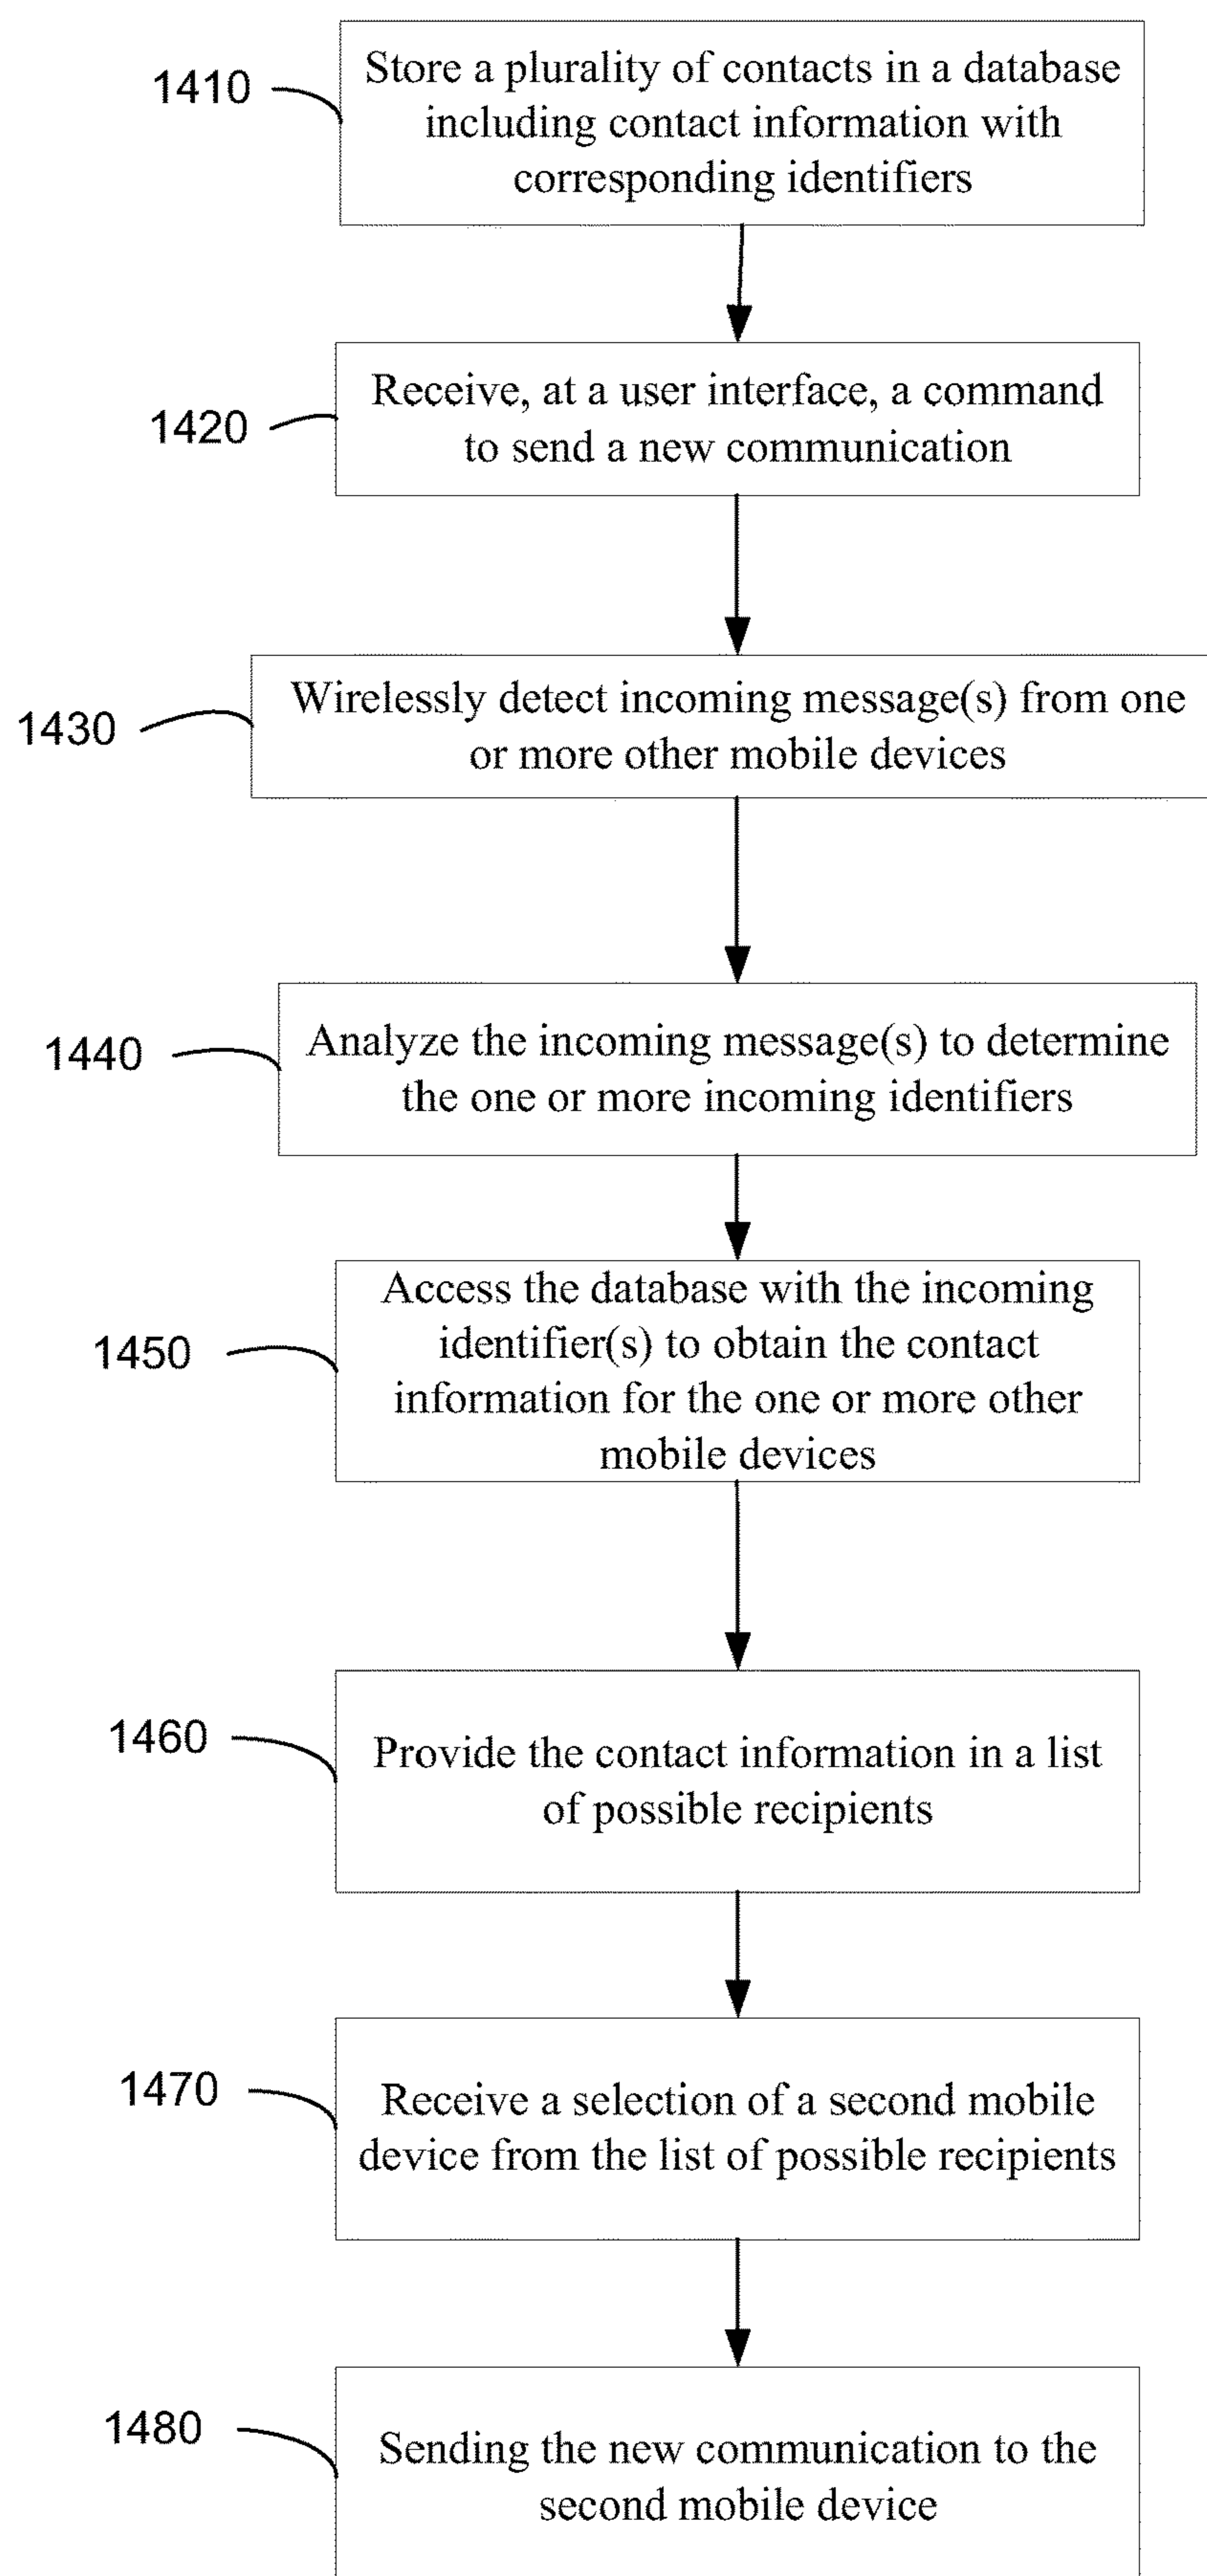 1410
Store a plurality of contacts in a database
including contact information with
corresponding identifiers
1420
Receive, at a user interface, a command
to send a new communication
1430
Wirelessly detect incoming message(s) from one
or more other mobile devices
1440
Analyze the incoming message(s) to determine
the one or more incoming identifiers
1450
Access the database with the incoming
identifier(s) to obtain the contact
information for the one or more other
mobile devices
1460
Provide the contact information in a list
of possible recipients
1470
Receive a selection of a second mobile
device from the list of possible recipients
1480
Sending the new communication to the
second mobile device